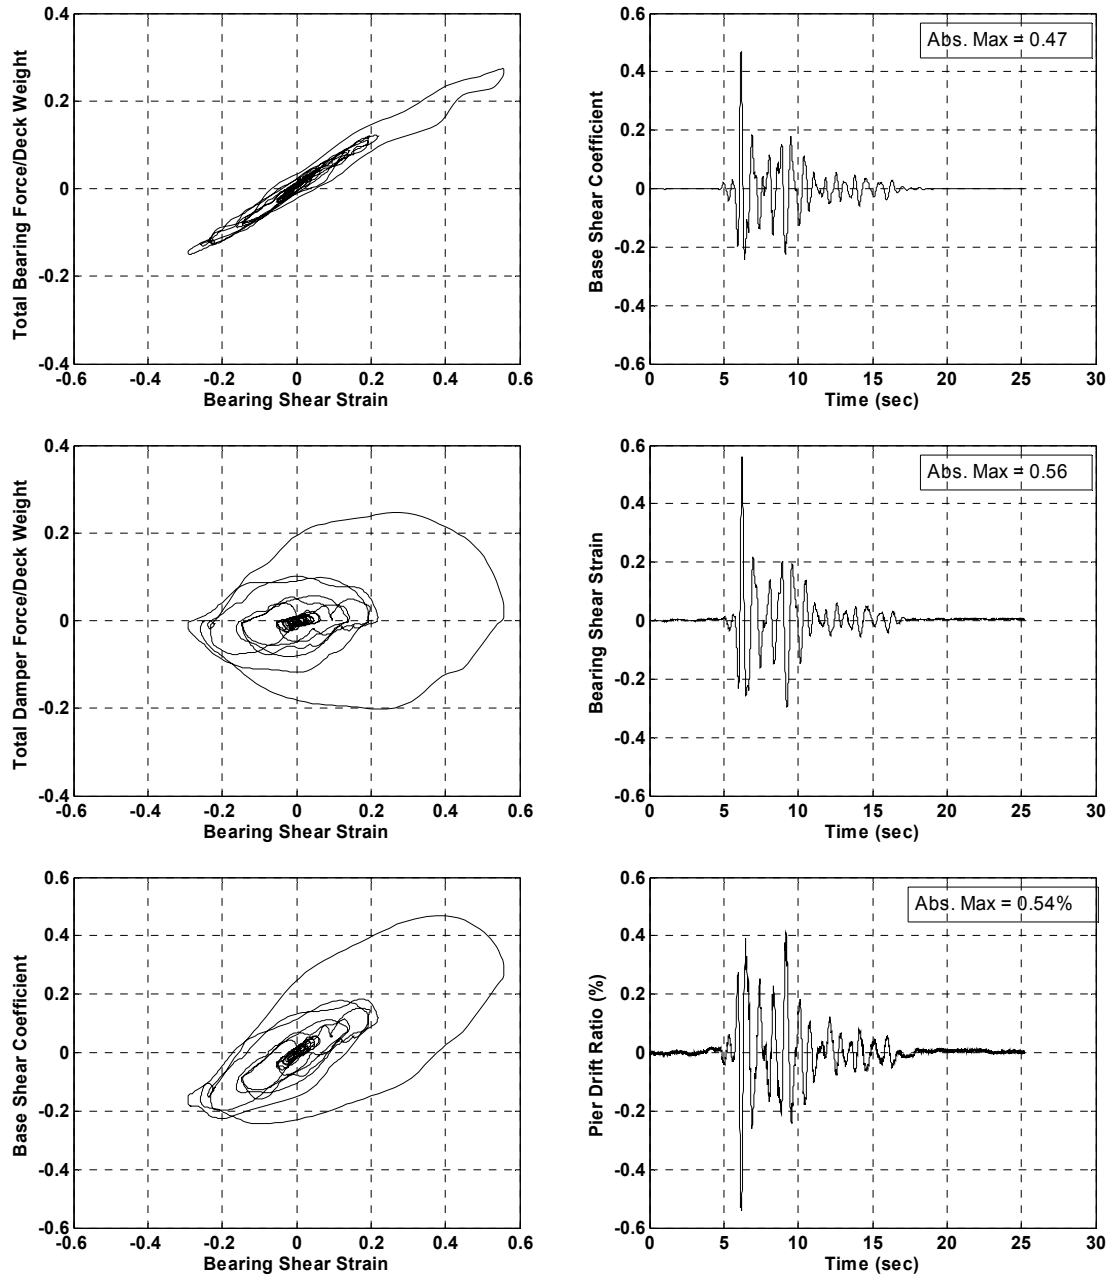 0.4
0.2
0
-0.2
-0.4
-0.6 -0.4 -0.2 0 0.2 0.4 0.6
Bearing Shear Strain
Total Bearing Force/Deck Weight
0.6
0.4
0.2
0
-0.2
-0.4
-0.6
0 5 10 15 20 25 30
Time (sec)
Base Shear Coefficient
Abs. Max = 0.47
0.4
0.2
0
-0.2
-0.4
-0.6 -0.4 -0.2 0 0.2 0.4 0.6
Bearing Shear Strain
Total Damper Force/Deck Weight
0.6
0.4
0.2
0
-0.2
-0.4
-0.6
0 5 10 15 20 25 30
Time (sec)
Bearing Shear Strain
Abs. Max = 0.56
0.6
0.4
0.2
0
-0.2
-0.4
-0.6
-0.6 -0.4 -0.2 0 0.2 0.4 0.6
Bearing Shear Strain
Base Shear Coefficient
0.6
0.4
0.2
0
-0.2
-0.4
-0.6
0 5 10 15 20 25 30
Time (sec)
Pier Drift Ratio (%)
Abs. Max = 0.54%